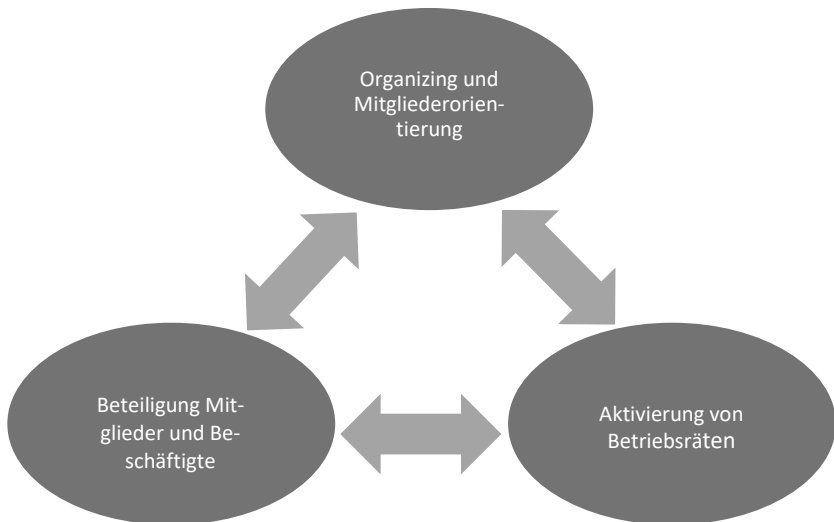 Organizing und
Mitgliederorien-
tierung
Beteiligung Mit-
glieder und Be-
schäftigte
Aktivierung von
Betriebsräten